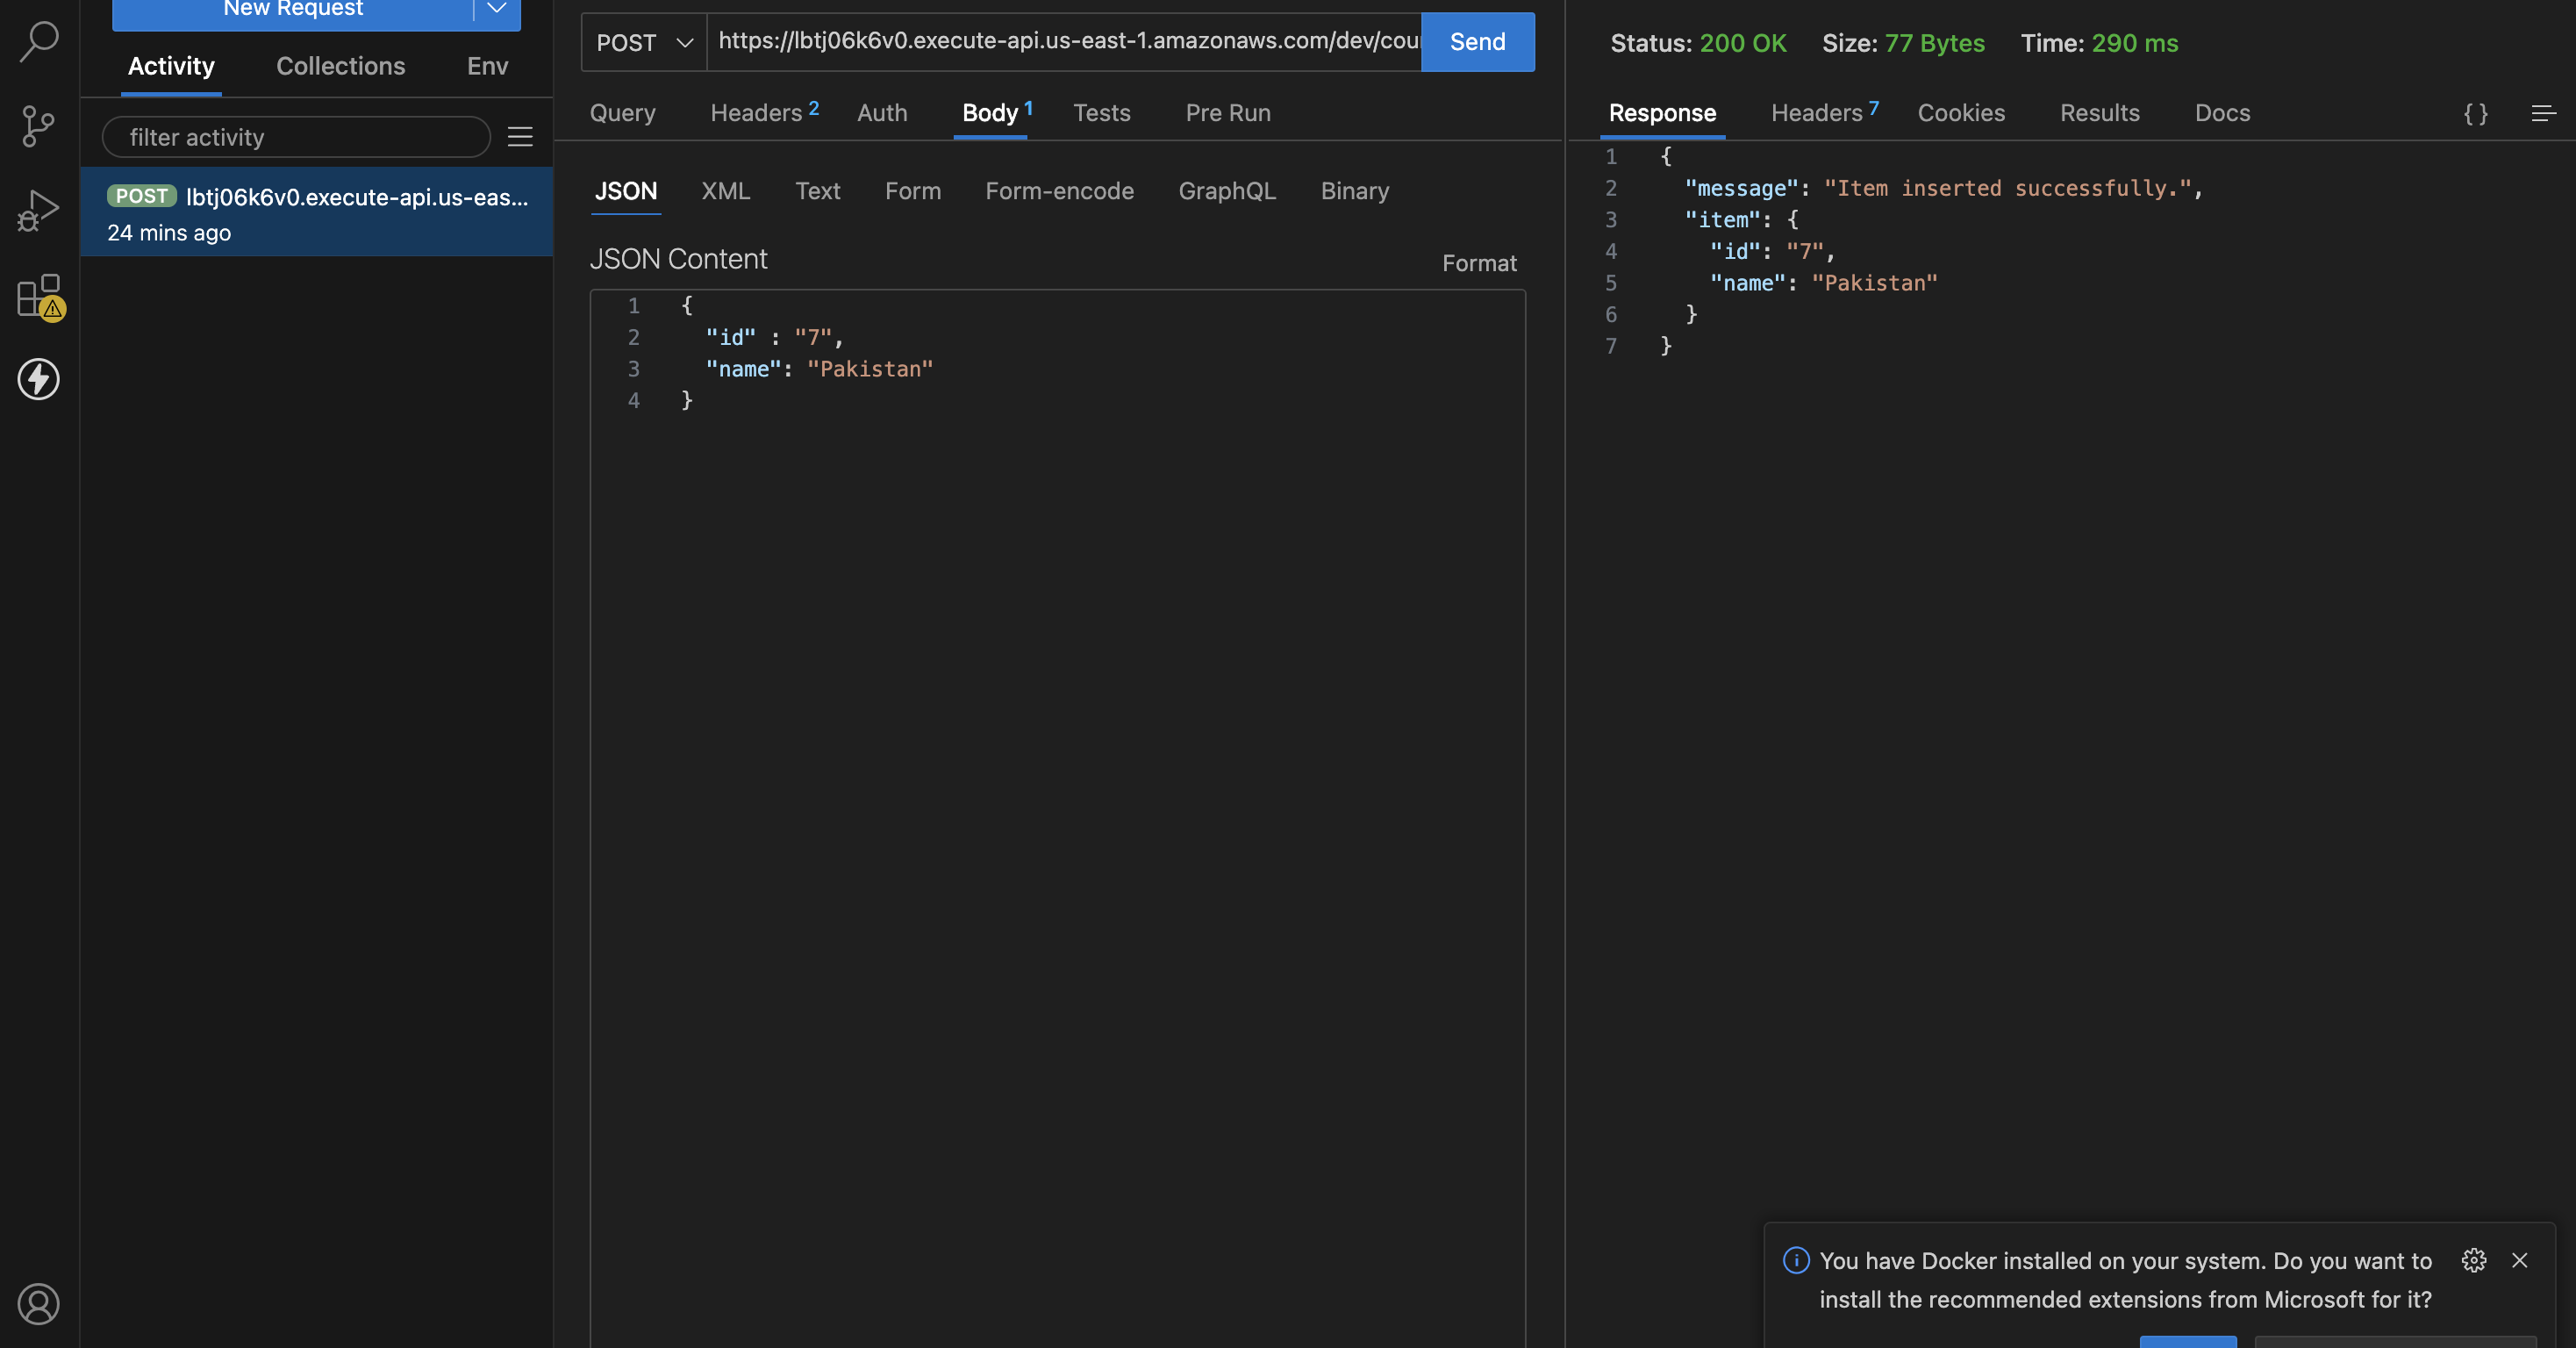 New Request
Activity Collections Env
filter activity
POST lbtj06k6v0.execute-api.us-eas...
24 mins ago
POST https://lbtj06k6v0.execute-api.us-east-1.amazonaws.com/dev/cou Send
Query Headers 2 Auth Body 1 Tests Pre Run
JSON XML Text Form Form-encode GraphQL Binary
JSON Content Format
1 {
2 "id" : "7",
3 "name": "Pakistan"
4 }
Status: 200 OK Size: 77 Bytes Time: 290 ms
Response Headers 7 Cookies Results Docs {}
1 {
2 "message": "Item inserted successfully.",
3 "item": {
4 "id": "7",
5 "name": "Pakistan"
6 }
7 }
You have Docker installed on your system. Do you want to
install the recommended extensions from Microsoft for it?